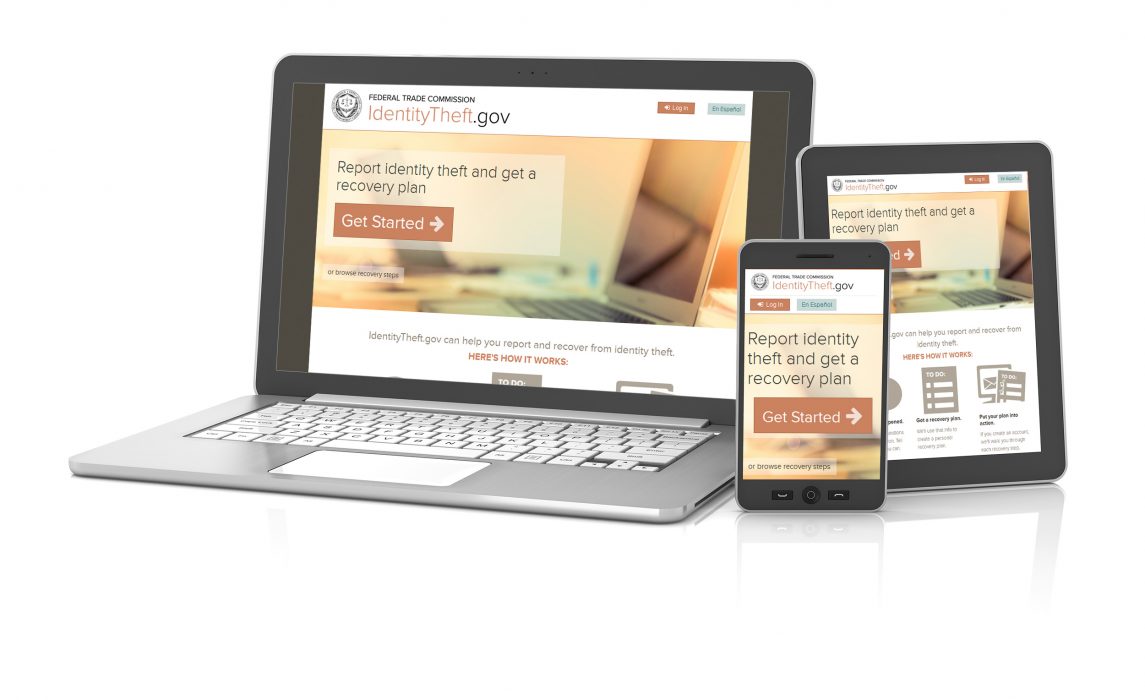 FEDERAL TRADE COMMISSION
IdentityTheft.gov
Log In
En Español
Report identity theft and get a
recovery plan
Get Started
or browse recovery steps
IdentityTheft.gov can help you report and recover from identity theft.
HERE'S HOW IT WORKS:
TO DO:
FEDERAL TRADE COMMISSION
IdentityTheft.gov
Log In
En Español
Report identity
theft and get a
recovery plan
Get Started
or browse recovery steps
FEDERAL TRADE COMMISSION
IdentityTheft.gov
Log In
En Español
Report identity theft and get a
recovery plan
ed
.gov can help you report and recover from
identity theft.
HERE'S HOW IT WORKS:
TO DO:
TO DO:
pened.
Get a recovery plan.
We'll use that info to
create a personal
recovery plan.
Put your plan into
action.
If you create an account,
we'll walk you through
each recovery step.